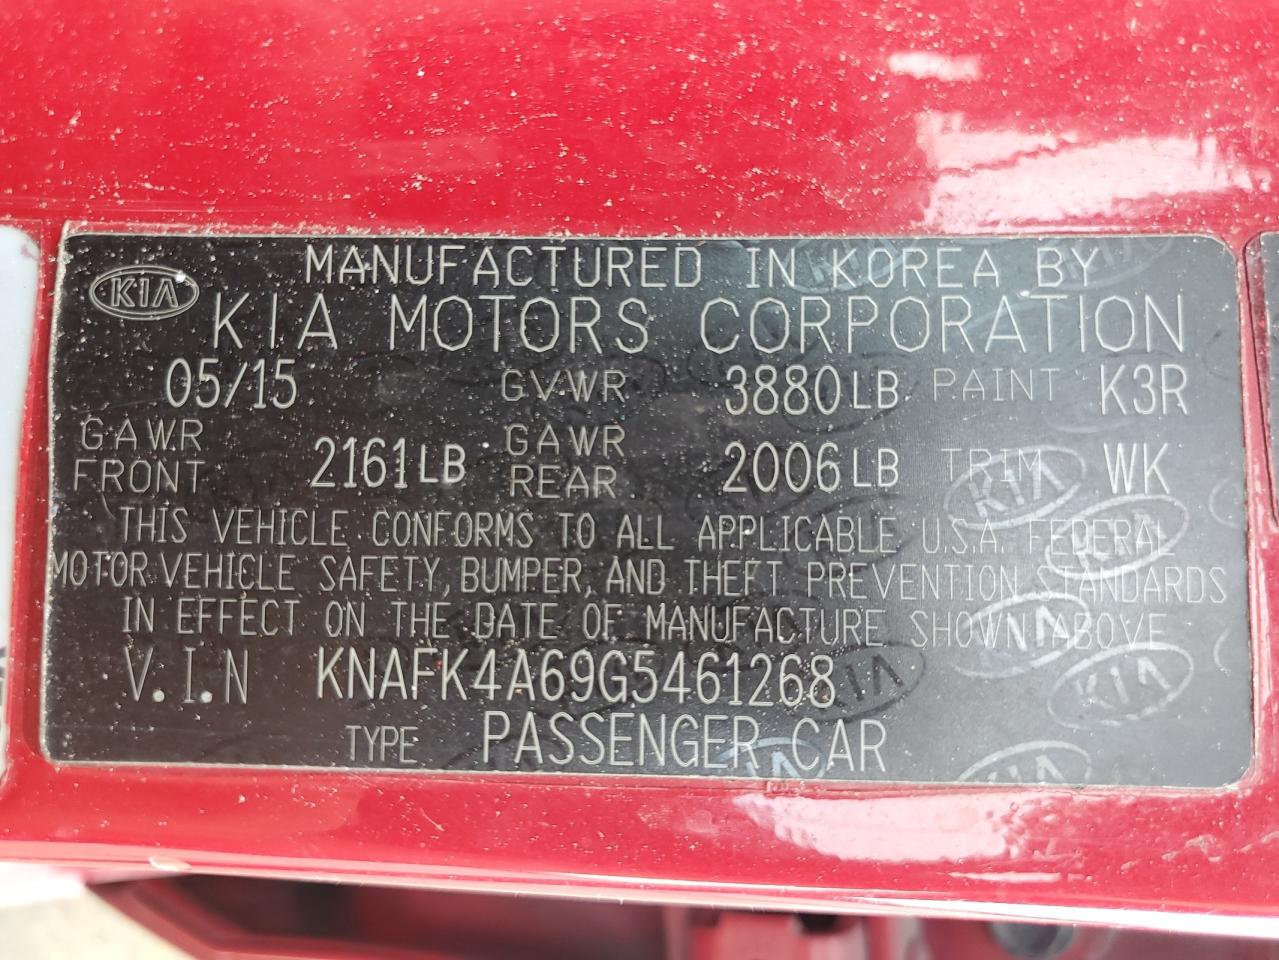 KIA
MANUFACTURED IN KOREA BY
KIA MOTORS CORPORATION
05/15 GVWR 3880LB PAINT K3R
GAWR FRONT 2161LB GAWR REAR 2006LB TRIM WK
THIS VEHICLE CONFORMS TO ALL APPLICABLE U.S.A. FEDERAL
MOTOR VEHICLE SAFETY, BUMPER, AND THEFT PREVENTION STANDARDS
IN EFFECT ON THE DATE OF MANUFACTURE SHOWN ABOVE
V.I.N KNAFK4A69G5461268
TYPE PASSENGER CAR